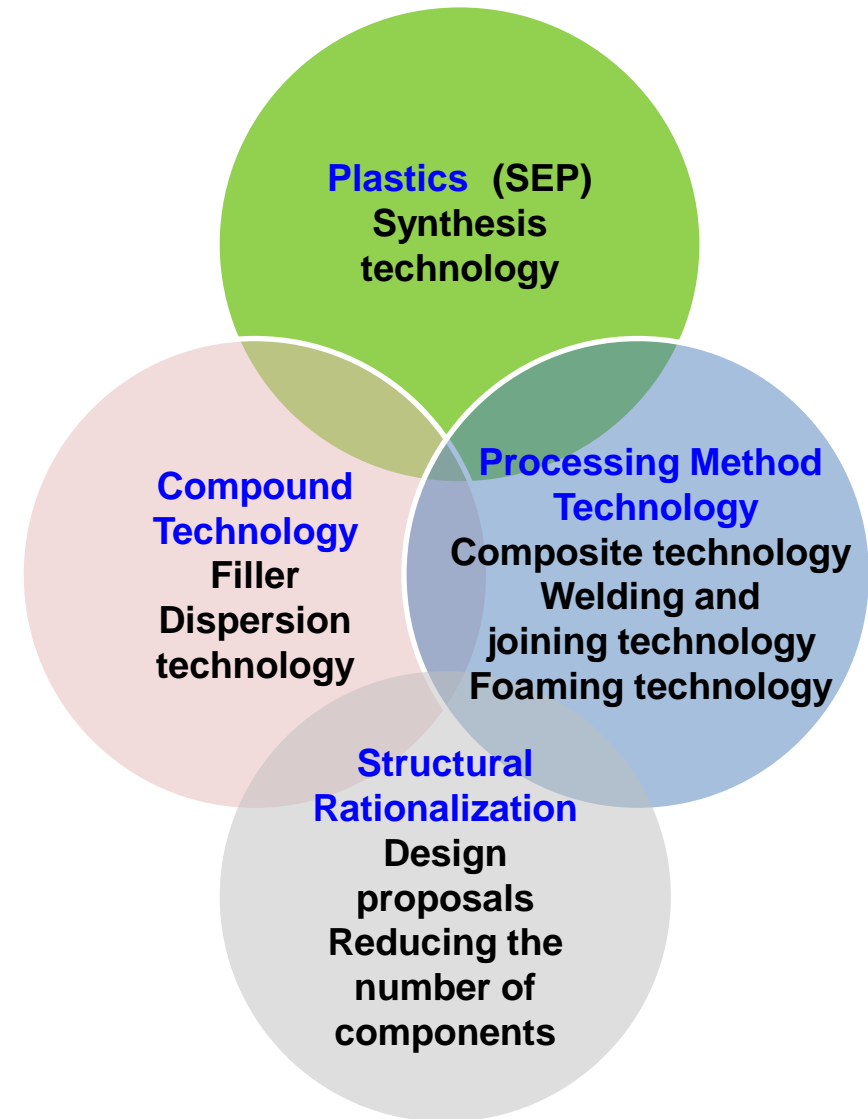 Plastics (SEP)
Synthesis
technology
Compound
Technology
Filler
Dispersion
technology
Processing Method
Technology
Composite technology
Welding and
joining technology
Foaming technology
Structural
Rationalization
Design
proposals
Reducing the
number of
components